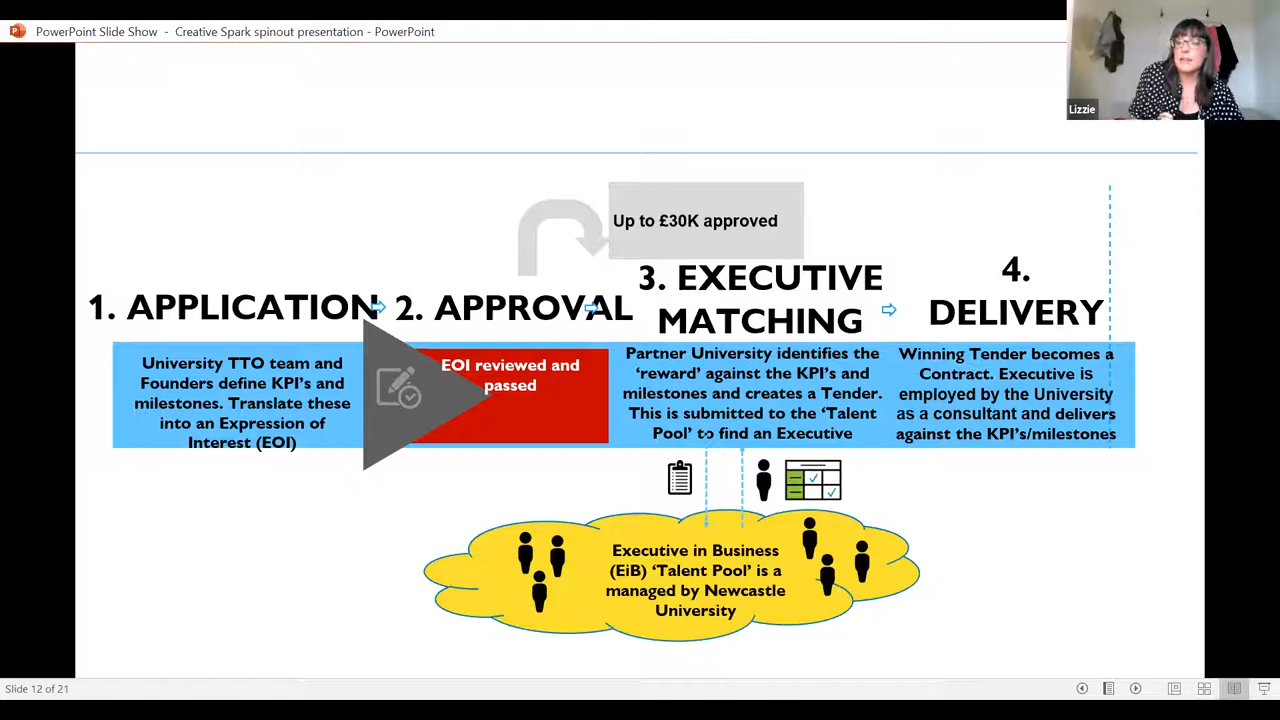 PowerPoint Slide Show - Creative Spark spinout presentation - PowerPoint
Lizzie
Up to £30K approved
1. APPLICATION
2. APPROVAL
3. EXECUTIVE
MATCHING
4.
DELIVERY
University TTO team and
Founders define KPI's and
milestones. Translate these
into an Expression of
Interest (EOI)
EOI reviewed and
passed
Partner University identifies the
‘reward’ against the KPI's and
milestones and creates a Tender.
This is submitted to the ‘Talent
Pool’ to find an Executive
Winning Tender becomes a
Contract. Executive is
employed by the University
as a consultant and delivers
against the KPI's/milestones
Executive in Business
(EiB) ‘Talent Pool’ is a
managed by Newcastle
University
Slide 12 of 21